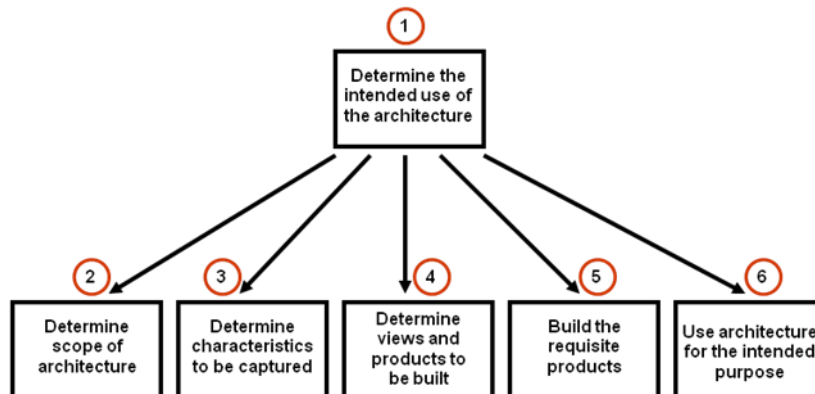 1
Determine the
intended use of
the architecture
2
Determine
scope of
architecture
3
Determine
characteristics
to be captured
4
Determine
views and
products to
be built
5
Build the
requisite
products
6
Use architecture
for the intended
purpose